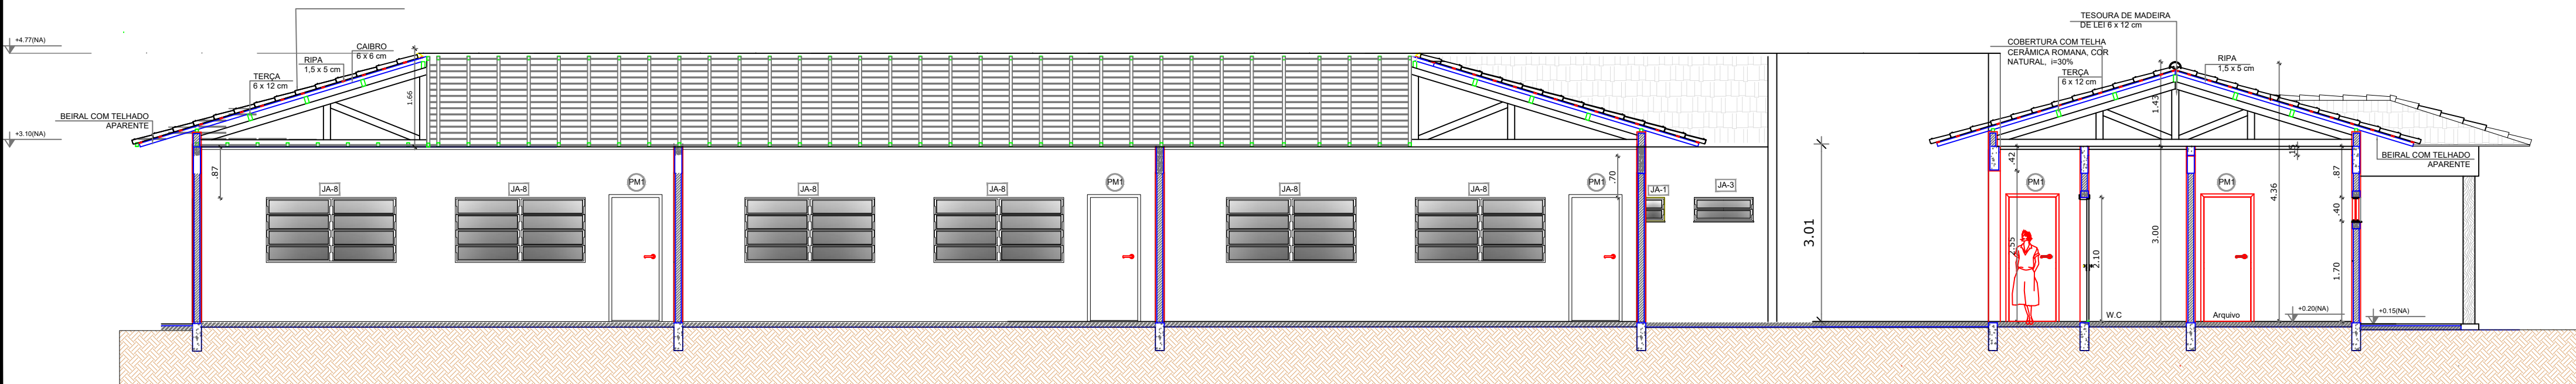 +4.77(NA)
CAIBRO
6 x 6 cm
RIPA
1,5 x 5 cm
TERÇA
6 x 12 cm
1.66
BEIRAL COM TELHADO
APARENTE
+3.10(NA)
.87
JA-8
JA-8
PM1
JA-8
JA-8
PM1
JA-8
JA-8
PM1
.70
JA-1
JA-3
3.01
TESOURA DE MADEIRA
DE LEI 6 x 12 cm
COBERTURA COM TELHA
CERÂMICA ROMANA, COR
NATURAL, i=30%
TERÇA
6 x 12 cm
RIPA
1,5 x 5 cm
1.43
.42
.15
.87
4.36
BEIRAL COM TELHADO
APARENTE
PM1
PM1
.40
2.55
2.10
3.00
1.70
W.C
Arquivo
+0.20(NA)
+0.15(NA)